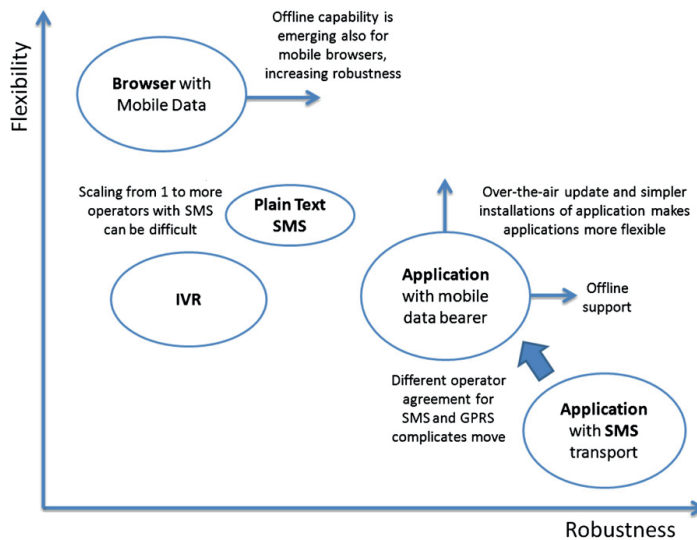 Flexibility
Offline capability is
emerging also for
mobile browsers,
increasing robustness
Browser with
Mobile Data
Scaling from 1 to more
operators with SMS
can be difficult
Plain Text
SMS
Over-the-air update and simpler
installations of application makes
applications more flexible
IVR
Application
with mobile
data bearer
Offline
support
Different operator
agreement for
SMS and GPRS
complicates move
Application
with SMS
transport
Robustness